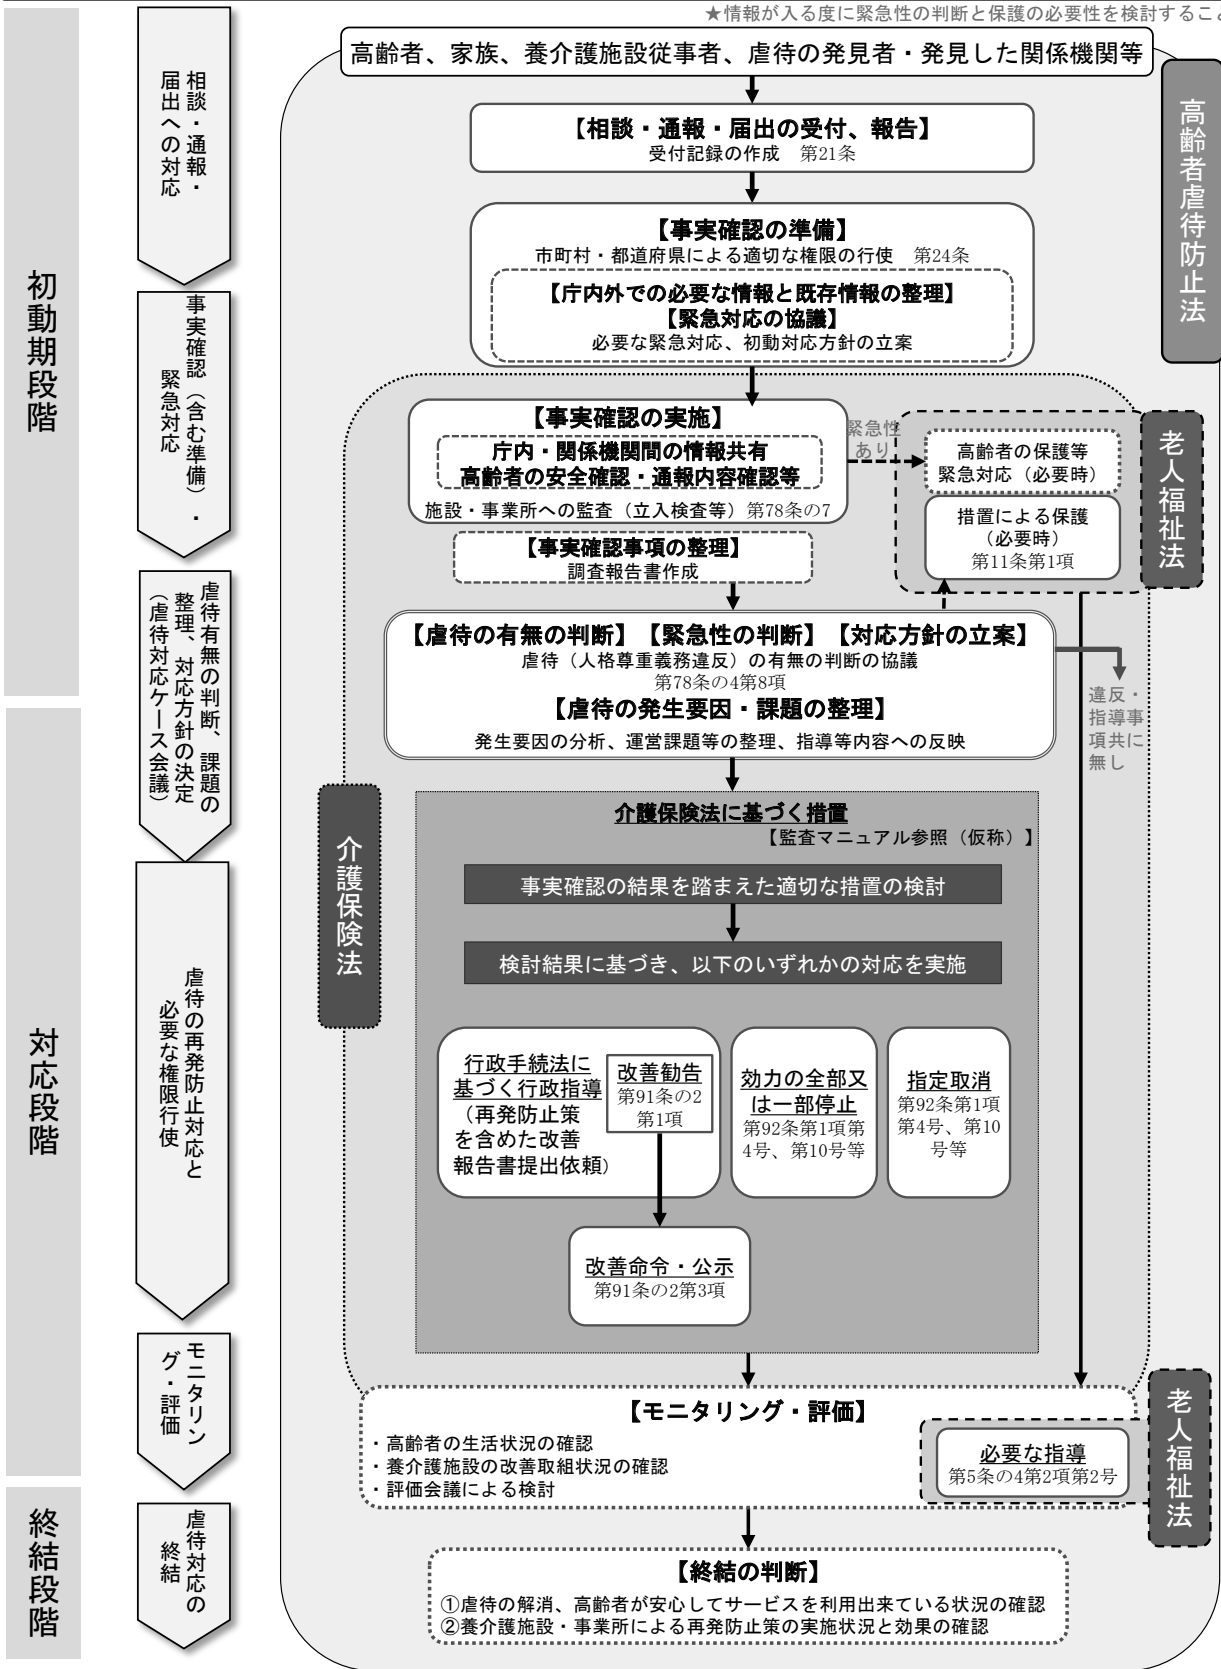 ★情報が入る度に緊急性の判断と保護の必要性を検討するこ
高齢者、家族、養介護施設従事者、虐待の発見者・発見した関係機関等
高齢者虐待防止法
初動期段階
相談・通報・
届出への対応
【相談・通報・届出の受付、報告】
受付記録の作成　第21条
【事実確認の準備】
市町村・都道府県による適切な権限の行使　第24条
【庁内外での必要な情報と既存情報の整理】
【緊急対応の協議】
必要な緊急対応、初動対応方針の立案
事実確認（含む準備）・
緊急対応
【事実確認の実施】
庁内・関係機関間の情報共有
高齢者の安全確認・通報内容確認等
施設・事業所への監査（立入検査等）第78条の7
緊急性
あり
高齢者の保護等
緊急対応（必要時）
措置による保護
（必要時）
第11条第1項
老人福祉法
【事実確認事項の整理】
調査報告書作成
虐待有無の判断、課題の
整理、対応方針の決定
（虐待対応ケース会議）
【虐待の有無の判断】【緊急性の判断】【対応方針の立案】
虐待（人格尊重義務違反）の有無の判断の協議
第78条の4第8項
【虐待の発生要因・課題の整理】
発生要因の分析、運営課題等の整理、指導等内容への反映
違反・
指導事
項共に
無し
対応段階
介護保険法
介護保険法に基づく措置
【監査マニュアル参照（仮称）】
事実確認の結果を踏まえた適切な措置の検討
検討結果に基づき、以下のいずれかの対応を実施
虐待の再発防止対応と
必要な権限行使
行政手続法に
基づく行政指導
（再発防止策
を含めた改善
報告書提出依頼）
改善勧告
第91条の2
第1項
効力の全部又
は一部停止
第92条第1項第
4号、第10号等
指定取消
第92条第1項
第4号、第10
号等
改善命令・公示
第91条の2第3項
モニタリン
グ・評価
【モニタリング・評価】
・高齢者の生活状況の確認
・養介護施設の改善取組状況の確認
・評価会議による検討
必要な指導
第5条の4第2項第2号
老人福祉法
終結段階
虐待対応の
終結
【終結の判断】
①虐待の解消、高齢者が安心してサービスを利用出来ている状況の確認
②養介護施設・事業所による再発防止策の実施状況と効果の確認